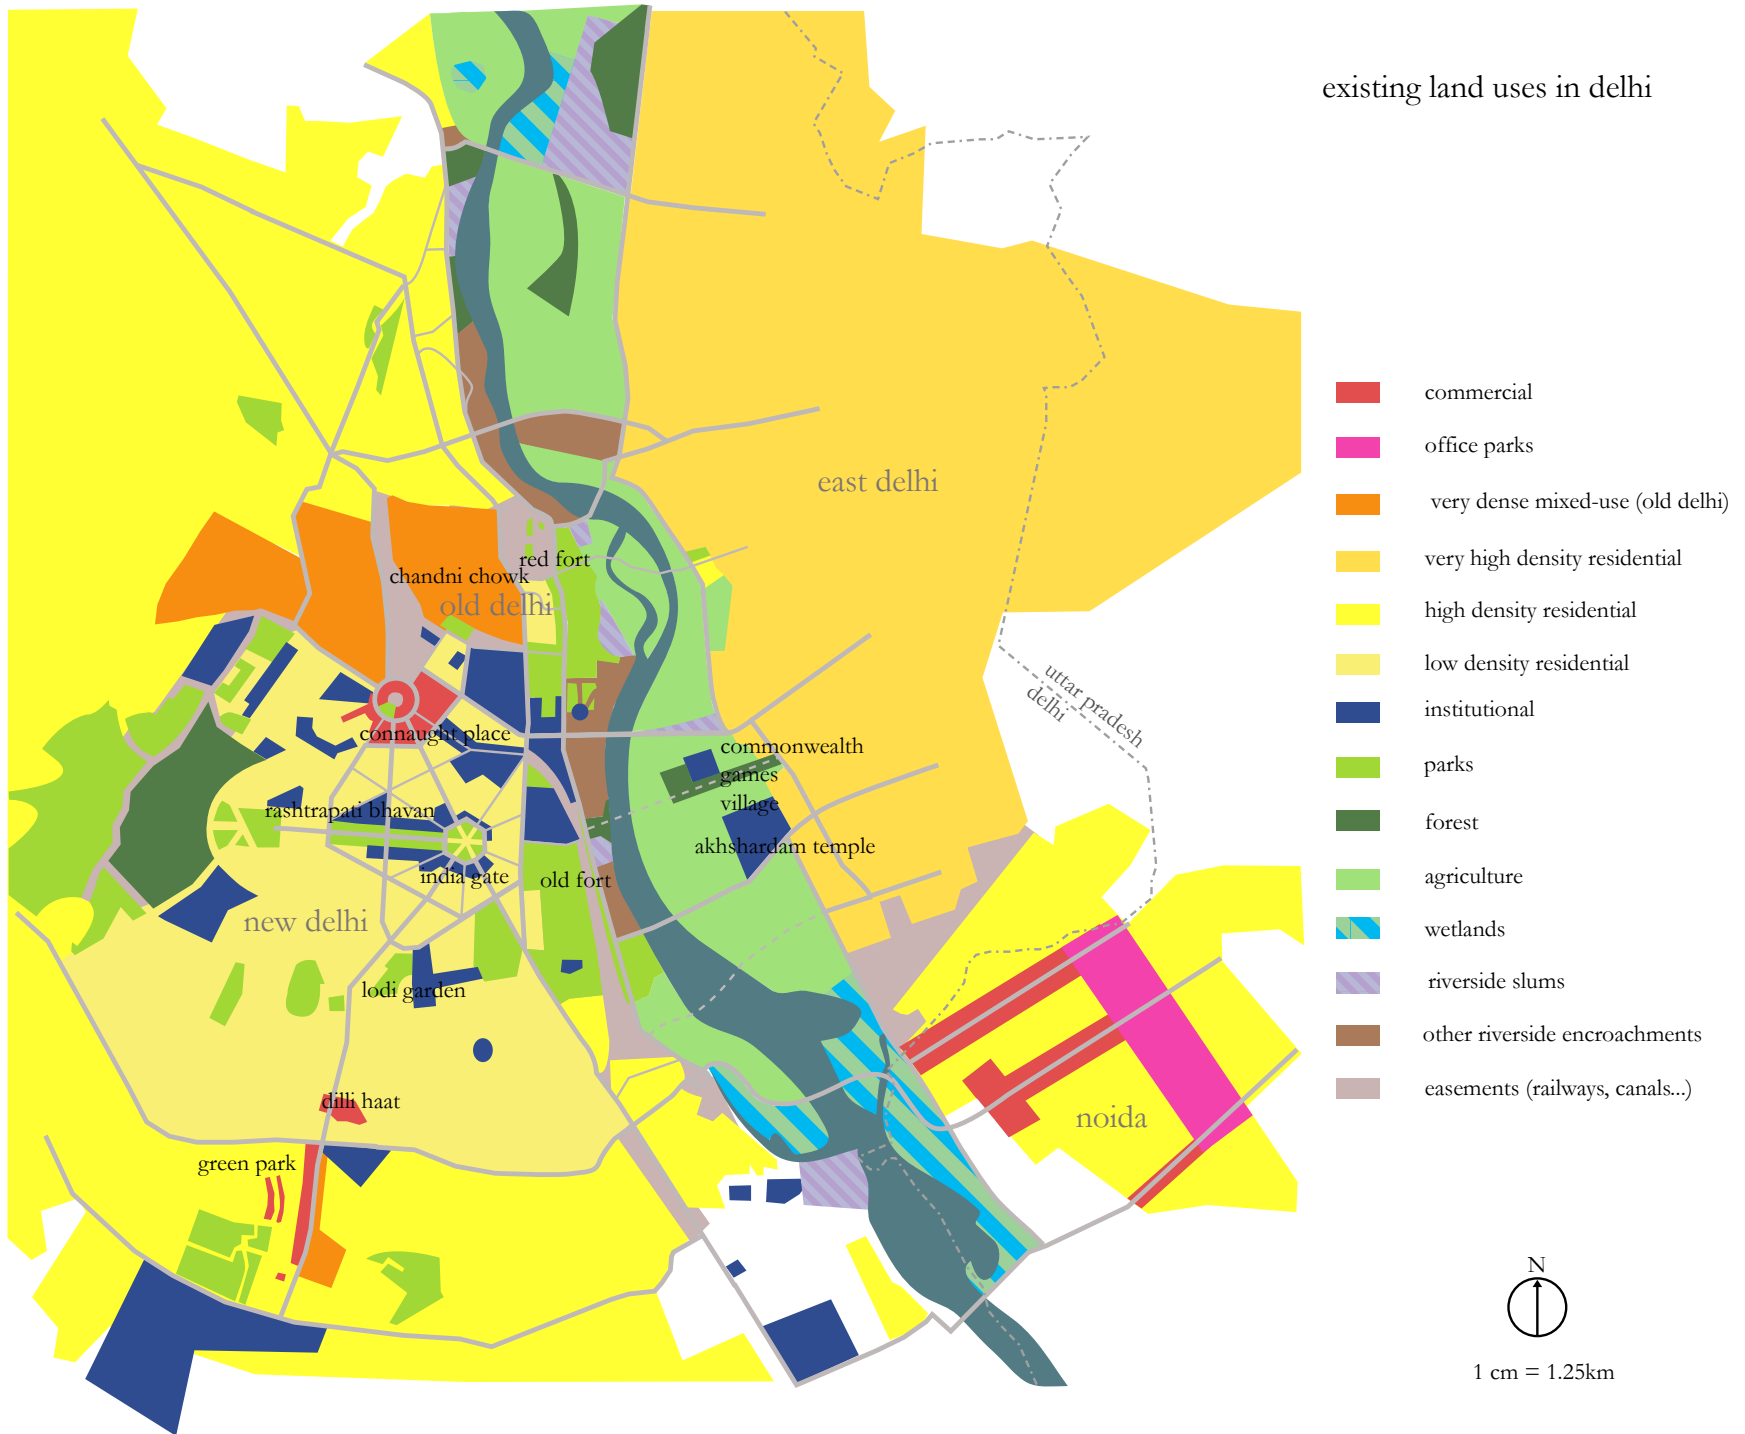 existing land uses in delhi
commercial
office parks
very dense mixed-use (old delhi)
very high density residential
high density residential
low density residential
institutional
parks
forest
agriculture
wetlands
riverside slums
other riverside encroachments
easements (railways, canals...)
east delhi
red fort
chandni chowk
old delhi
uttar pradesh
delhi
connaught place
commonwealth
games
village
rashtrapati bhavan
akhshardam temple
india gate
old fort
new delhi
lodi garden
dilli haat
noida
green park
N
1 cm = 1.25km